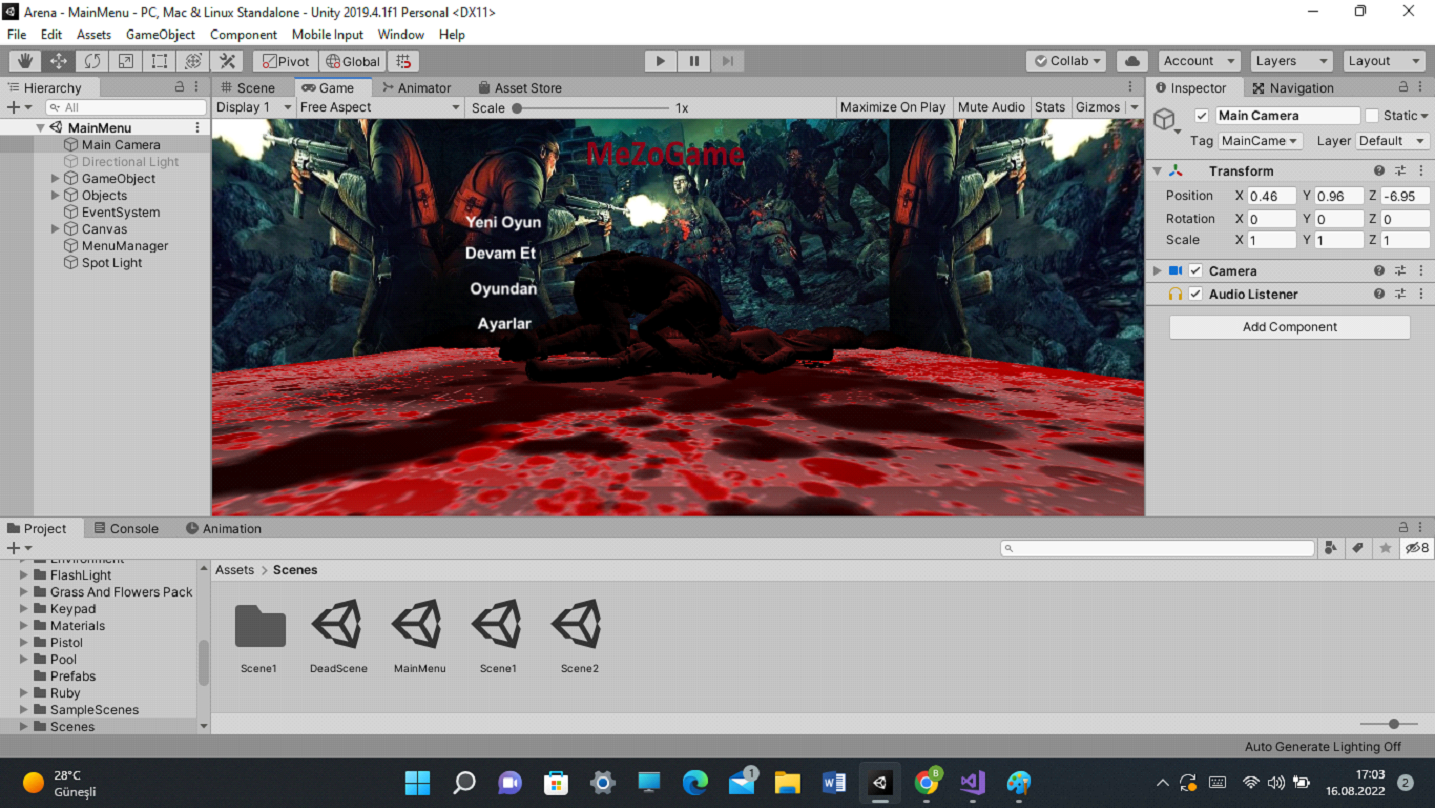 Arena - MainMenu - PC, Mac & Linux Standalone - Unity 2019.4.1f1 Personal <DX11>
File Edit Assets GameObject Component Mobile Input Window Help
Pivot Global Collab Account Layers Layout
Hierarchy
All
MainMenu
Main Camera
Directional Light
GameObject
Objects
EventSystem
Canvas
MenuManager
Spot Light
Scene Game Animator Asset Store
Display 1 Free Aspect Scale 1x Maximize On Play Mute Audio Stats Gizmos
MeZoGame
Yeni Oyun
Devam Et
Oyundan
Ayarlar
Inspector Navigation
Main Camera Static
Tag MainCame Layer Default
Transform
Position X 0.46 Y 0.96 Z -6.95
Rotation X 0 Y 0 Z 0
Scale X 1 Y 1 Z 1
Camera
Audio Listener
Add Component
Project Console Animation
8
Environment
FlashLight
Grass And Flowers Pack
Keypad
Materials
Pistol
Pool
Prefabs
Ruby
SampleScenes
Scenes
Assets > Scenes
Scene1 DeadScene MainMenu Scene1 Scene2
Auto Generate Lighting Off
28°C
Güneşli
1
8
17:03
16.08.2022
2